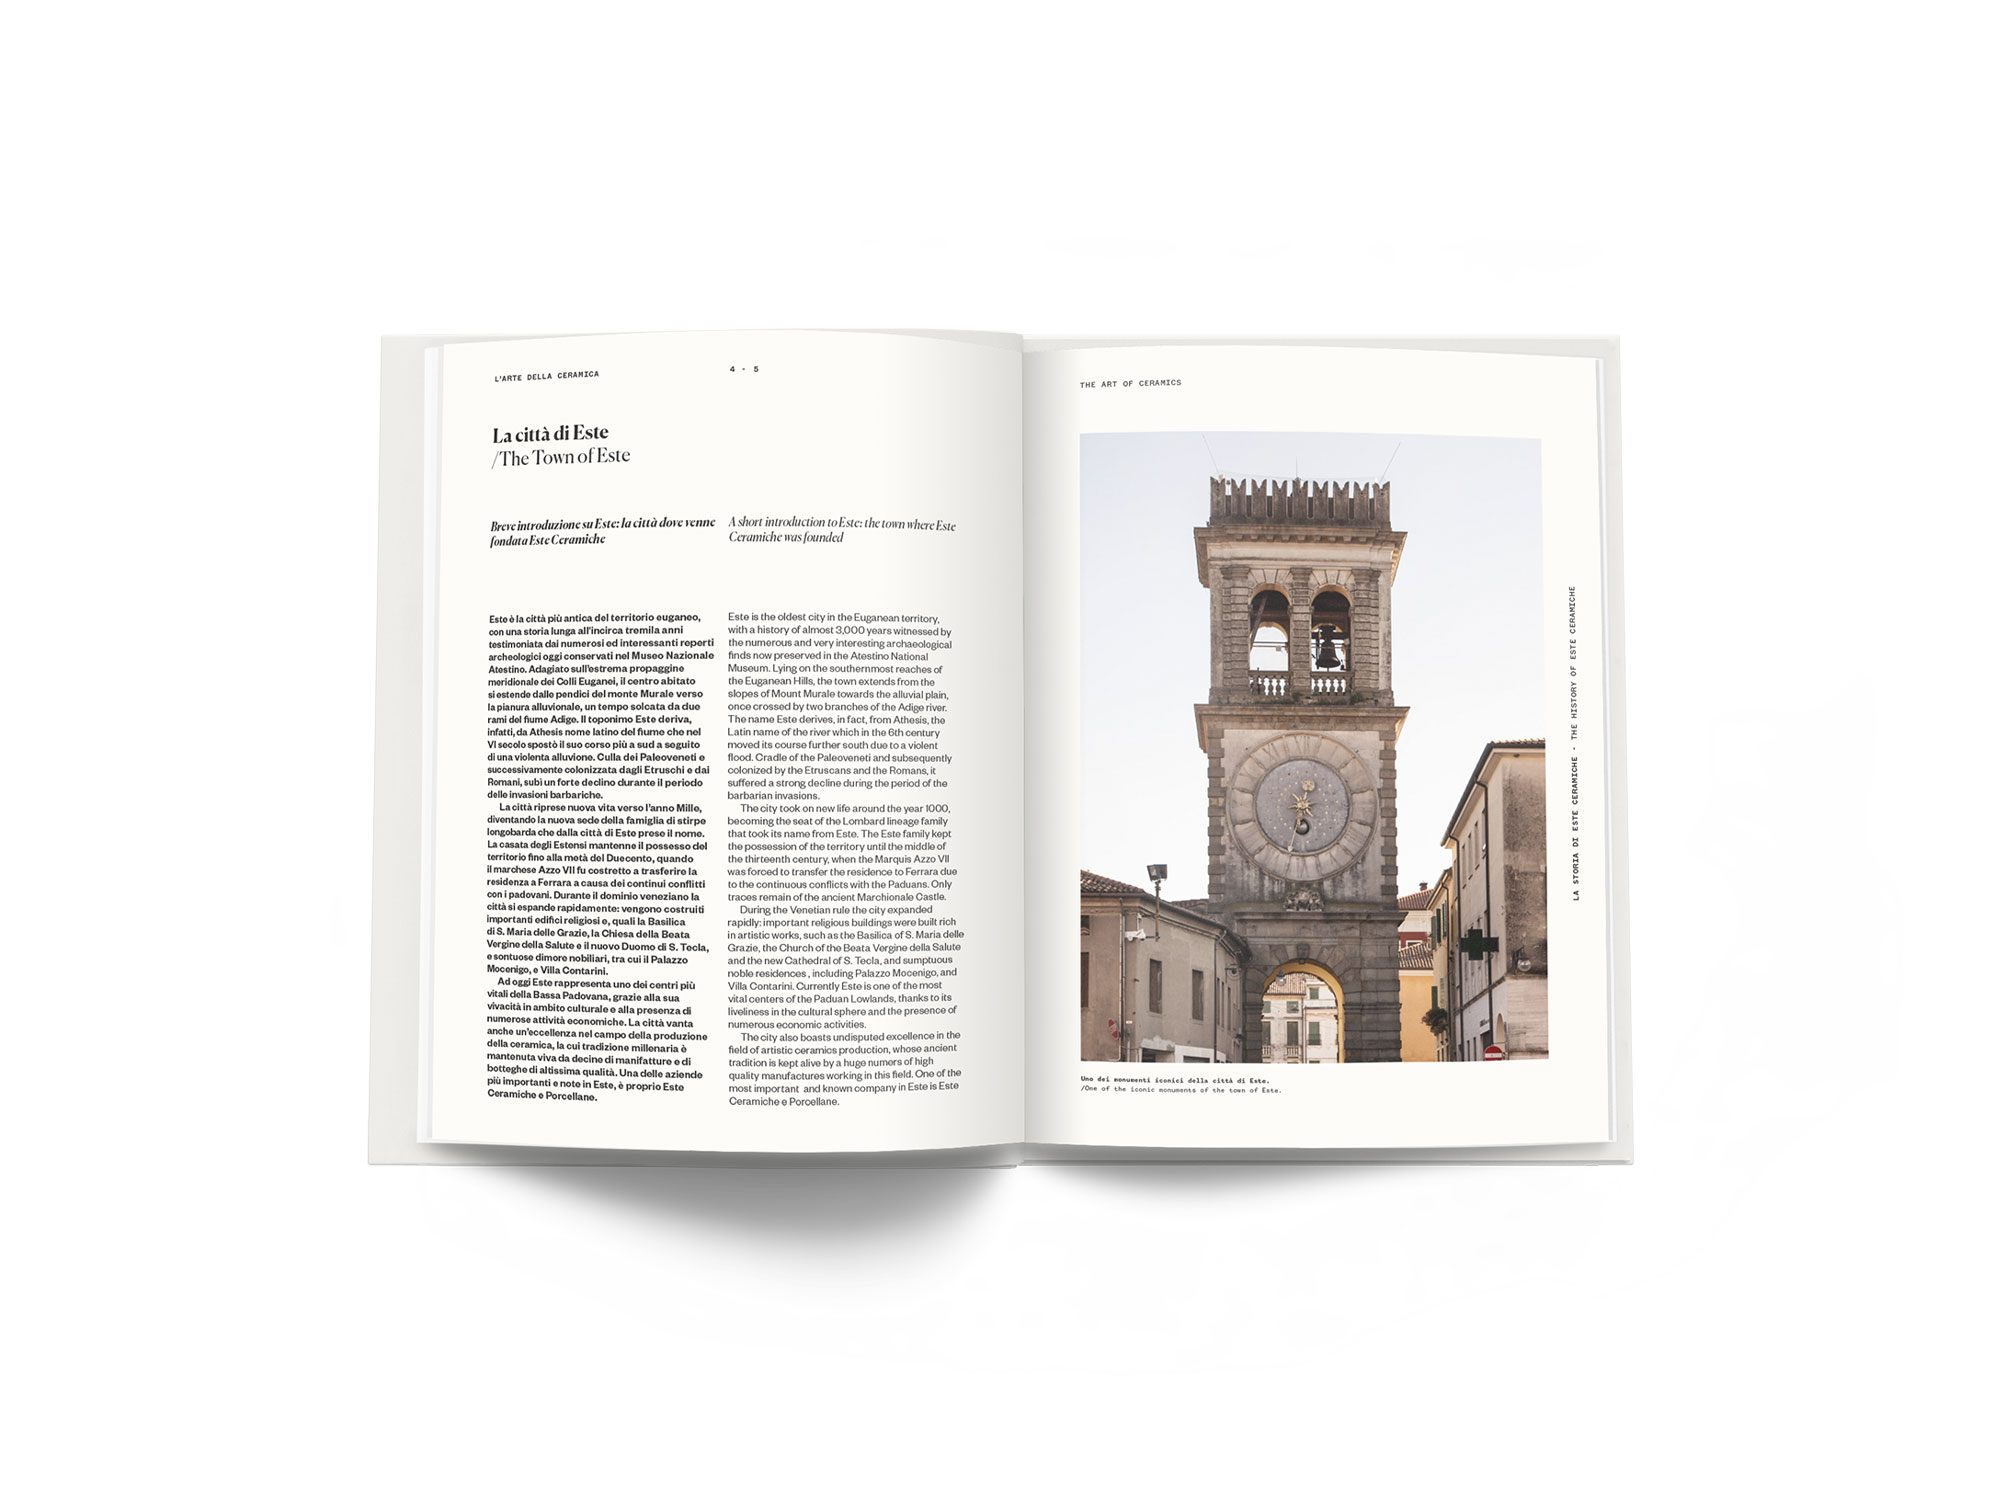 L'ARTE DELLA CERAMICA
4 - 5
La città di Este
/The Town of Este
Breve introduzione su Este: la città dove venne
fondata Este Ceramiche
Este è la città più antica del territorio euganeo,
con una storia lunga all'incirca tremila anni
testimoniata dai numerosi ed interessanti reperti
archeologici oggi conservati nel Museo Nazionale
Atestino. Adagiato sull'estrema propaggine
meridionale dei Colli Euganei, il centro abitato
si estende dalle pendici del monte Murale verso
la pianura alluvionale, un tempo solcata da due
rami del fiume Adige. Il toponimo Este deriva,
infatti, da Athesis nome latino del fiume che nel
VI secolo spostò il suo corso più a sud a seguito
di una violenta alluvione. Culla dei Paleoveneti e
successivamente colonizzata dagli Etruschi e dai
Romani, subì un forte declino durante il periodo
delle invasioni barbariche.
La città riprese nuova vita verso l'anno Mille,
diventando la nuova sede della famiglia di stirpe
longobarda che dalla città di Este prese il nome.
La casata degli Estensi mantenne il possesso del
territorio fino alla metà del Duecento, quando
il marchese Azzo VII fu costretto a trasferire la
residenza a Ferrara a causa dei continui conflitti
con i padovani. Durante il dominio veneziano la
città si espande rapidamente: vengono costruiti
importanti edifici religiosi e, quali la Basilica
di S. Maria delle Grazie, la Chiesa della Beata
Vergine della Salute e il nuovo Duomo di S. Tecla,
e sontuose dimore nobiliari, tra cui il Palazzo
Mocenigo, e Villa Contarini.
Ad oggi Este rappresenta uno dei centri più
vitali della Bassa Padovana, grazie alla sua
vivacità in ambito culturale e alla presenza di
numerose attività economiche. La città vanta
anche un'eccellenza nel campo della produzione
della ceramica, la cui tradizione millenaria è
mantenuta viva da decine di manifatture e di
botteghe di altissima qualità. Una delle aziende
più importanti e note in Este, è proprio Este
Ceramiche e Porcellane.
A short introduction to Este: the town where Este
Ceramiche was founded
Este is the oldest city in the Euganean territory,
with a history of almost 3,000 years witnessed by
the numerous and very interesting archaeological
finds now preserved in the Atestino National
Museum. Lying on the southernmost reaches of
the Euganean Hills, the town extends from the
slopes of Mount Murale towards the alluvial plain,
once crossed by two branches of the Adige river.
The name Este derives, in fact, from Athesis, the
Latin name of the river which in the 6th century
moved its course further south due to a violent
flood. Cradle of the Paleoveneti and subsequently
colonized by the Etruscans and the Romans, it
suffered a strong decline during the period of the
barbarian invasions.
The city took on new life around the year 1000,
becoming the seat of the Lombard lineage family
that took its name from Este. The Este family kept
the possession of the territory until the middle of
the thirteenth century, when the Marquis Azzo VII
was forced to transfer the residence to Ferrara due
to the continuous conflicts with the Paduans. Only
traces remain of the ancient Marchionale Castle.
During the Venetian rule the city expanded
rapidly: important religious buildings were built rich
in artistic works, such as the Basilica of S. Maria delle
Grazie, the Church of the Beata Vergine della Salute
and the new Cathedral of S. Tecla, and sumptuous
noble residences , including Palazzo Mocenigo, and
Villa Contarini. Currently Este is one of the most
vital centers of the Paduan Lowlands, thanks to its
liveliness in the cultural sphere and the presence of
numerous economic activities.
The city also boasts undisputed excellence in the
field of artistic ceramics production, whose ancient
tradition is kept alive by a huge numers of high
quality manufactures working in this field. One of the
most important and known company in Este is Este
Ceramiche e Porcellane.
THE ART OF CERAMICS
Uno dei monumenti iconici della città di Este.
/One of the iconic monuments of the town of Este.
LA STORIA DI ESTE CERAMICHE - THE HISTORY OF ESTE CERAMICHE